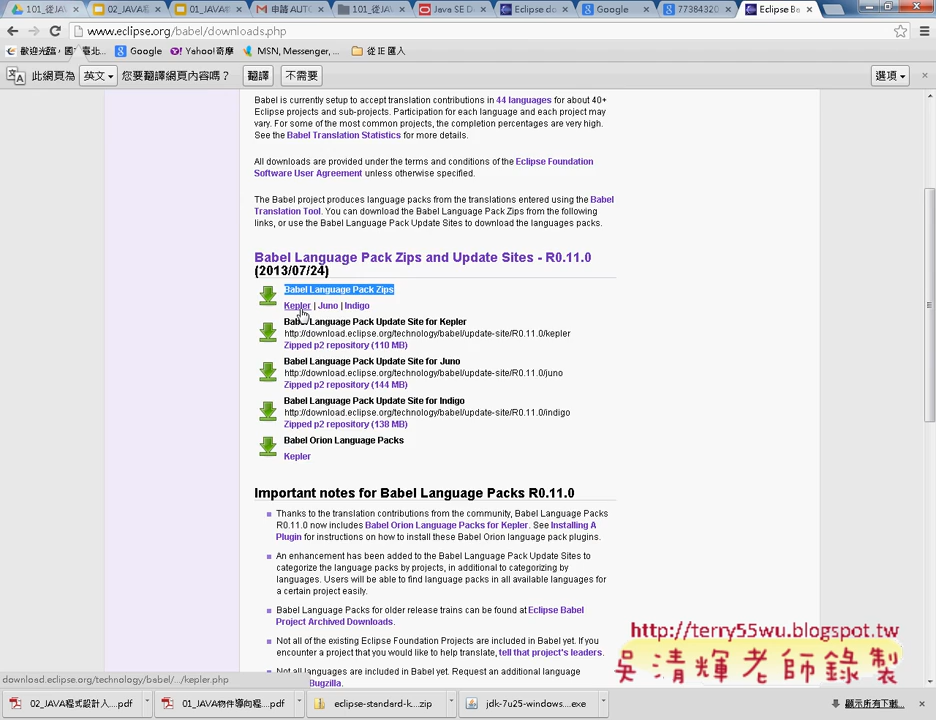 101_從JAV
02_JAVA程
01_JAVA物
申請 AUTO
101_從JAV
Java SE D
Eclipse do
Google
77384320
Eclipse Ba
www.eclipse.org/babel/downloads.php
Google
Yahoo!奇摩
MSN, Messenger, ...
從 IE 匯入
此網頁為 英文 您要翻譯網頁內容嗎？ 翻譯 不需要 選項
Babel is currently setup to accept translation contributions in 44 languages for about 40+
Eclipse projects and sub-projects. Participation for each language and each project may
vary. For some of the most common projects, the completion percentages are very high.
See the Babel Translation Statistics for more details.
All downloads are provided under the terms and conditions of the Eclipse Foundation
Software User Agreement unless otherwise specified.
The Babel project produces language packs from the translations entered using the Babel
Translation Tool. You can download the Babel Language Pack Zips from the following
links, or use the Babel Language Pack Update Sites to download the languages packs.
Babel Language Pack Zips and Update Sites - R0.11.0
(2013/07/24)
Babel Language Pack Zips
Kepler | Juno | Indigo
Babel Language Pack Update Site for Kepler
http://download.eclipse.org/technology/babel/update-site/R0.11.0/kepler
Zipped p2 repository (110 MB)
Babel Language Pack Update Site for Juno
http://download.eclipse.org/technology/babel/update-site/R0.11.0/juno
Zipped p2 repository (144 MB)
Babel Language Pack Update Site for Indigo
http://download.eclipse.org/technology/babel/update-site/R0.11.0/indigo
Zipped p2 repository (138 MB)
Babel Orion Language Packs
Kepler
Important notes for Babel Language Packs R0.11.0
Thanks to the translation contributions from the community, Babel Language Packs
R0.11.0 now includes Babel Orion Language Packs for Kepler. See Installing A
Plugin for instructions on how to install these Babel Orion language pack plugins.
An enhancement has been added to the Babel Language Pack Update Sites to
categorize the language packs by projects, in additional to categorizing by
languages. Users will be able to find language packs in all available languages for
a certain project easily.
Babel Language Packs for older release trains can be found at Eclipse Babel
Project Archived Downloads.
Not all of the existing Eclipse Foundation Projects are included in Babel yet. If you
encounter a project that you would like to help translate, tell that project's leaders.
Not all languages are included in Babel yet. Request an additional language
Bugzilla.
http://terry55wu.blogspot.tw
吳清輝老師錄製
download.eclipse.org/technology/babel/.../kepler.php
02_JAVA程式設計入....pdf
01_JAVA物件導向程....pdf
eclipse-standard-k....zip
jdk-7u25-windows....exe
顯示所有下載...